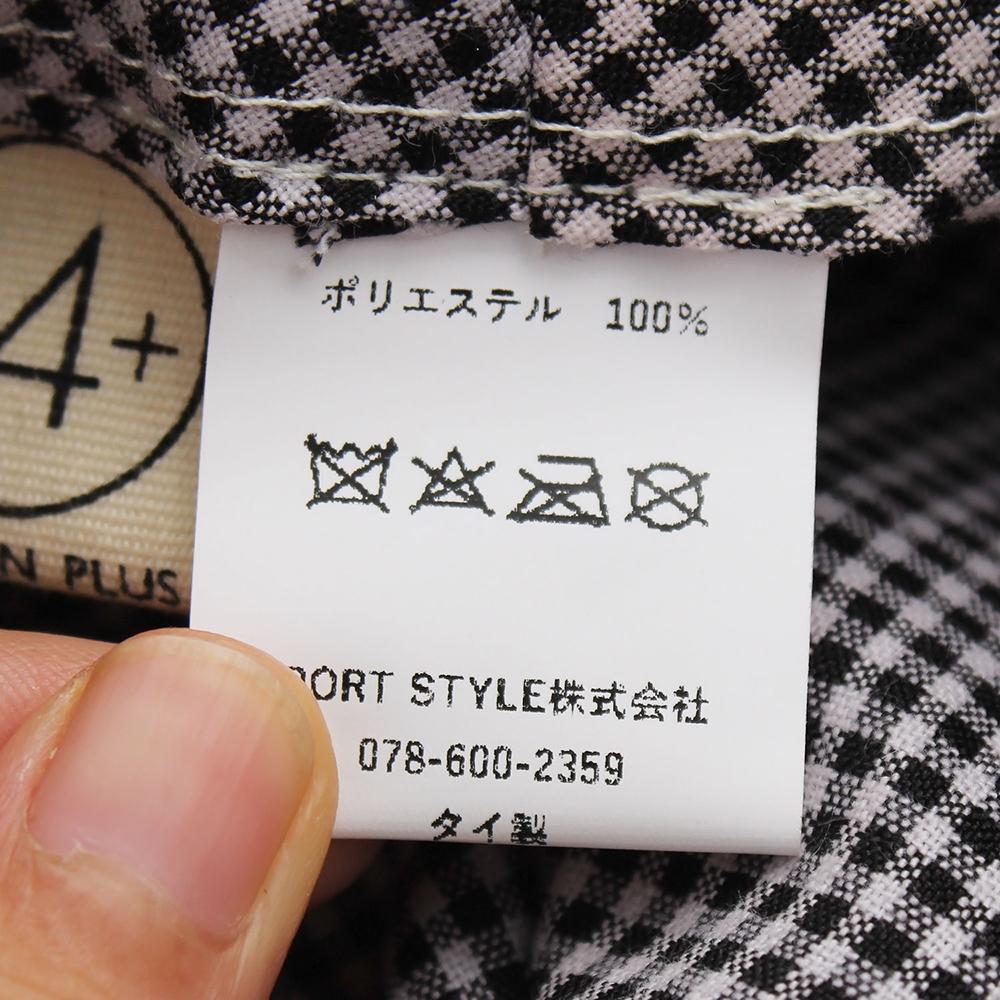 4+
N PLUS
ポリエステル 100%
PORT STYLE株式会社
078-600-2359
タイ製